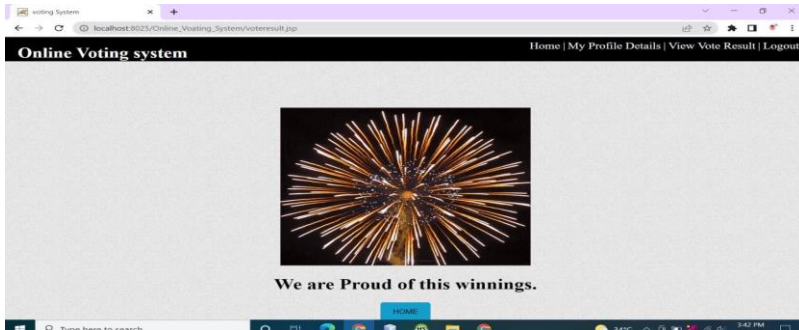 voting System
localhost:8025/Online_Voating_System/voteresult.jsp
Online Voting system
Home | My Profile Details | View Vote Result | Logout
We are Proud of this winnings.
HOME
Type here to search
34°C
3:42 PM